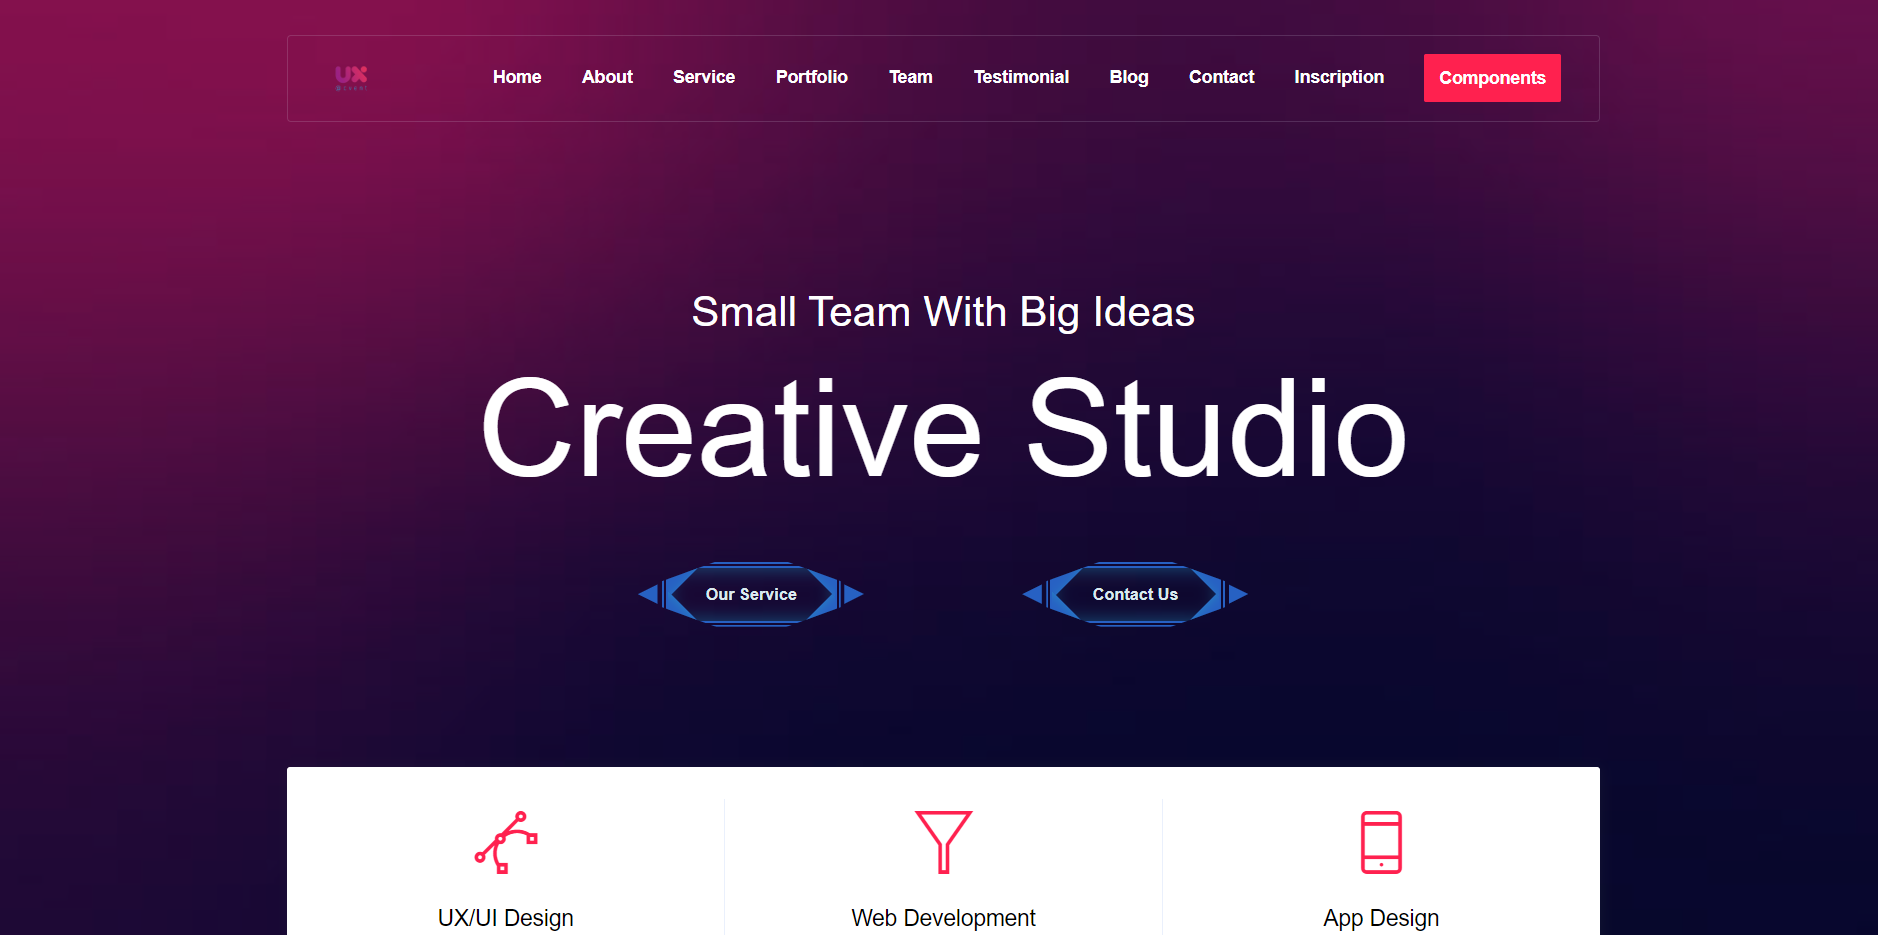 UX
Home About Service Portfolio Team Testimonial Blog Contact Inscription Components
Small Team With Big Ideas
Creative Studio
Our Service Contact Us
UX/UI Design Web Development App Design